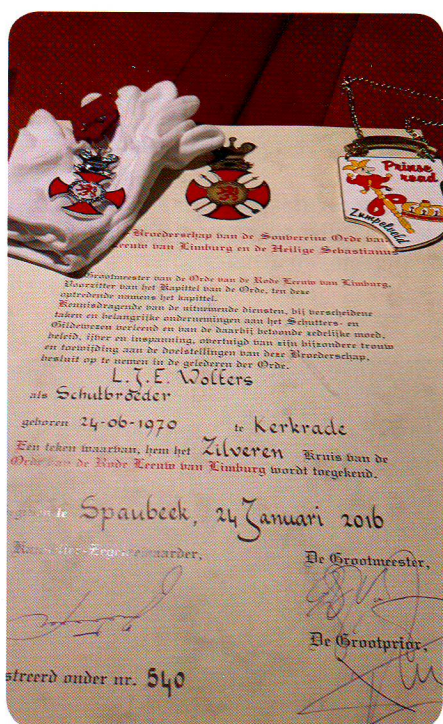 Prinse
road
Zumpeload
Broederschap van de Souvereine Orde van
Leeuw van Limburg en de Heilige Sebastianus
Grootmeester van de Orde van de Rode Leeuw van Limburg,
Voorzitter van het Kapittel van de Orde, ten deze
optredende namens het kapittel.
Kennisdragende van de uitnemende diensten, bij verscheidene
taken en belangrijke ondernemingen aan het Schutters- en
Gildewezen verleend en van de daarbij betoonde zedelijke moed,
beleid, ijver en inspanning, overtuigd van zijn bijzondere trouw
en toewijding aan de doelstellingen van deze Broederschap,
besluit op te nemen in de gelederen der Orde.
L.J.E. Wolters
als Schutbroeder
geboren 24-06-1970 te Kerkrade
Een teken waarvan, hem het Zilveren Kruis van de
Orde van de Rode Leeuw van Limburg wordt toegekend.
te Spaubeek, 24 Januari 2016
De Grootmeester,
De Grootprior,
streerd onder nr. 540